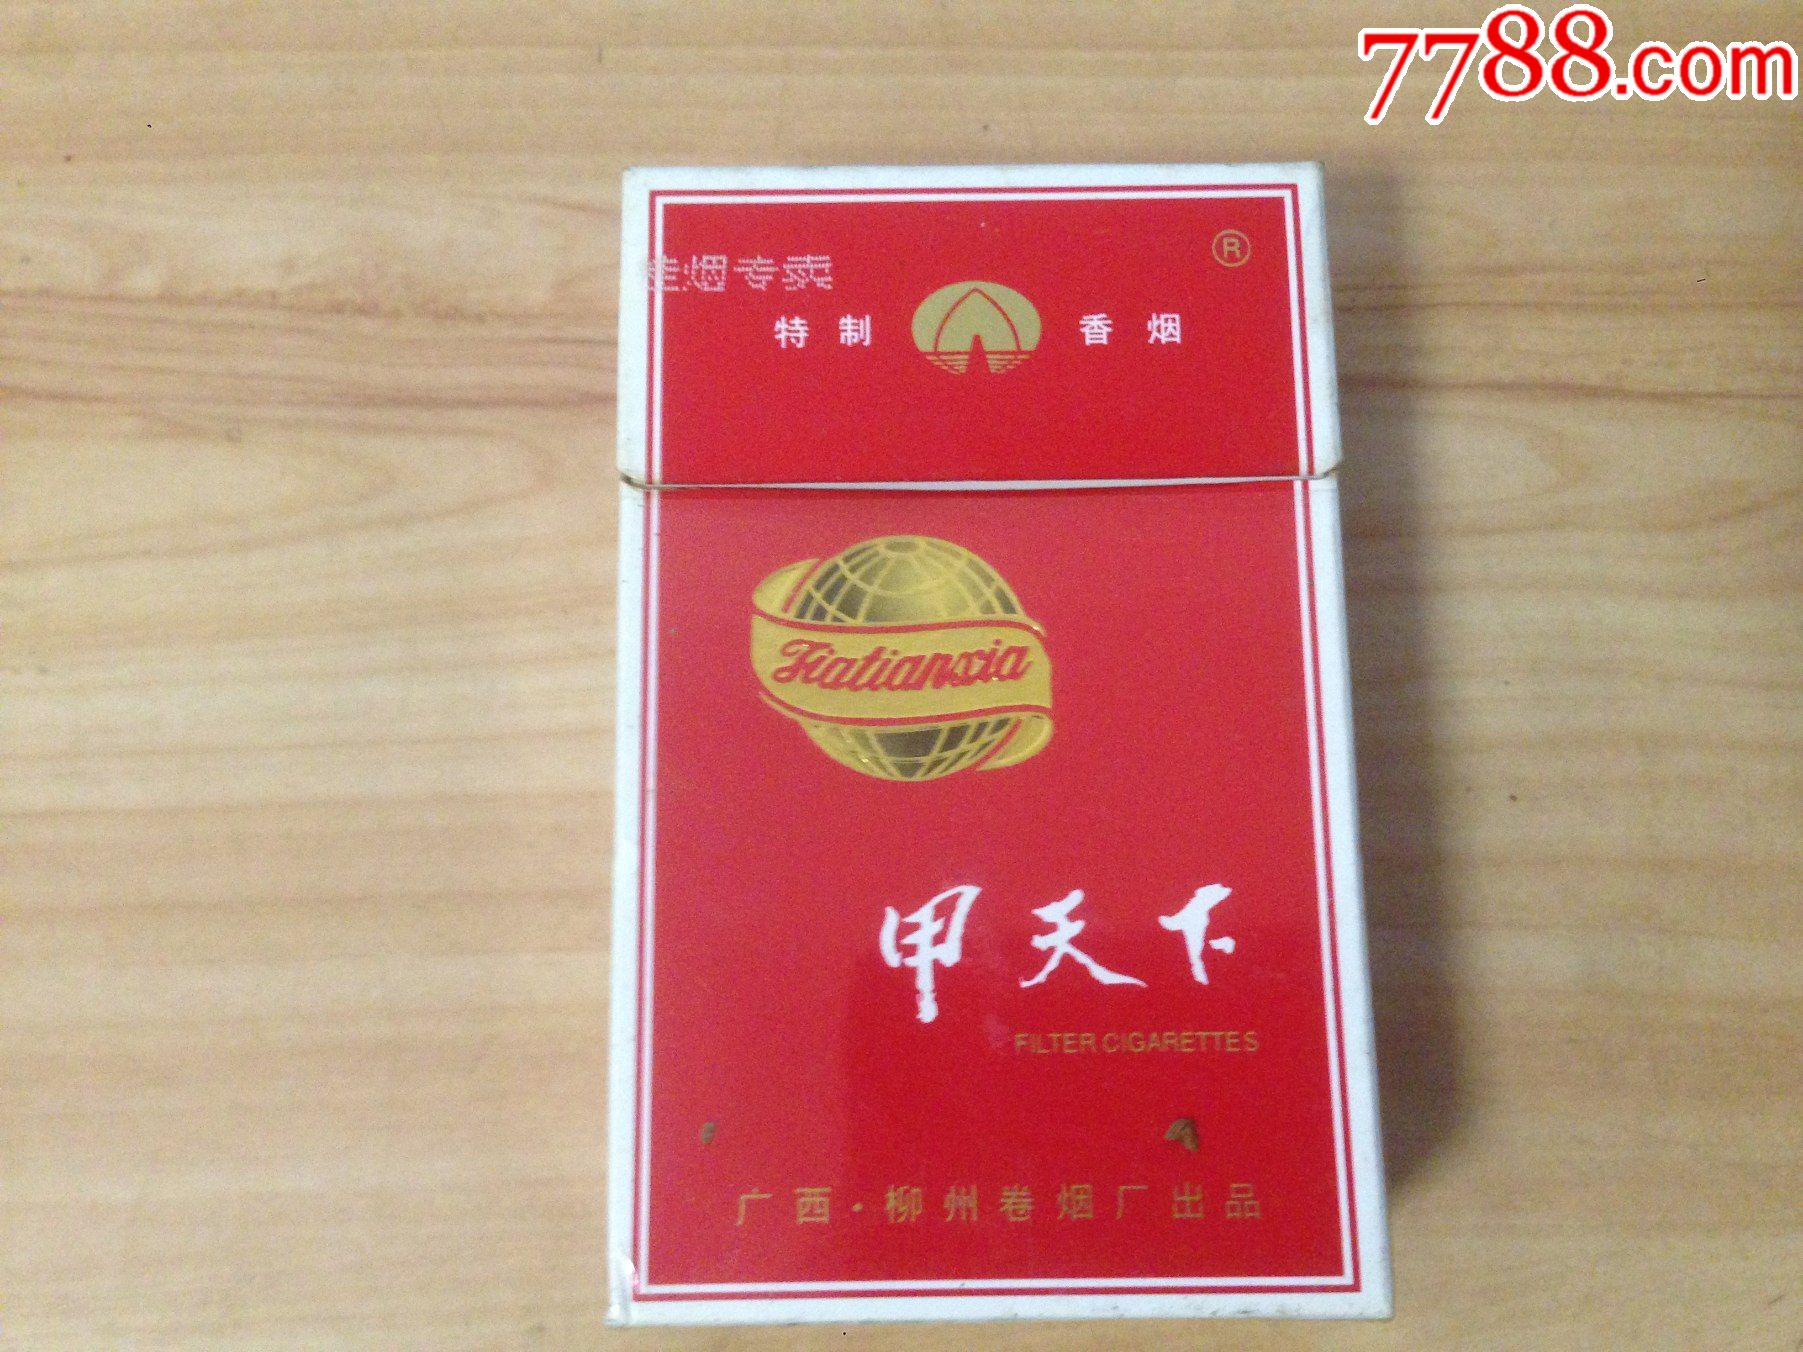 7788.com
®
桂烟专卖
特制 香烟
Jiatianxia
甲天下
FILTER CIGARETTES
广西·柳州卷烟厂出品